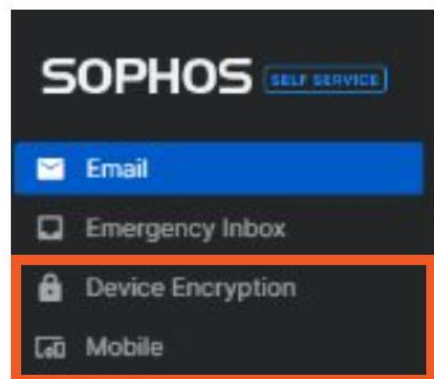 SOPHOS SELF SERVICE
Email
Emergency Inbox
Device Encryption
Mobile